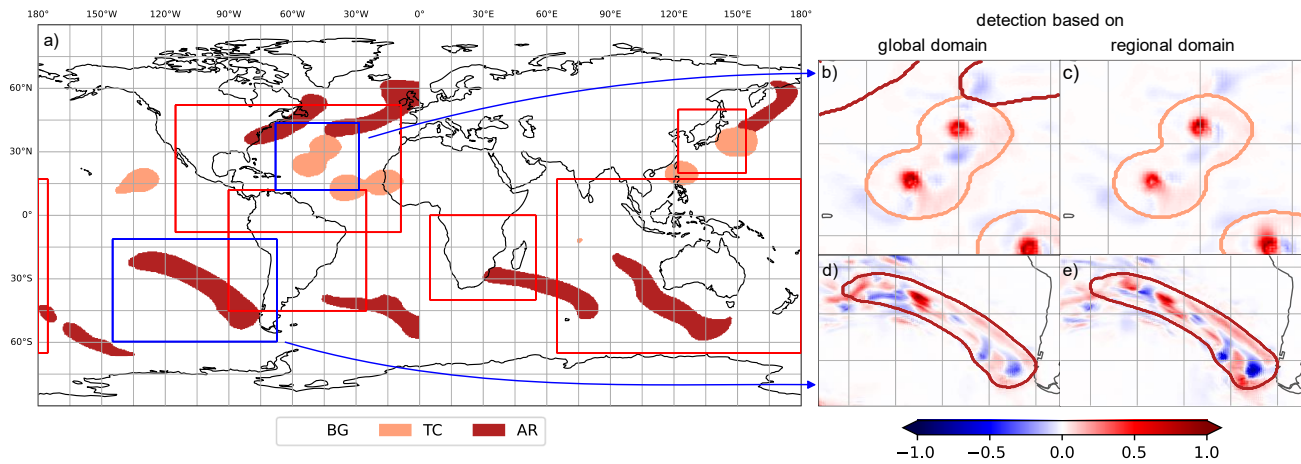 180° 150°W 120°W 90°W 60°W 30°W 0° 30°E 60°E 90°E 120°E 150°E 180°
detection based on
global domain regional domain
a)
b) c)
60°N
30°N
0°
30°S
60°S
d) e)
BG TC AR
−1.0 −0.5 0.0 0.5 1.0